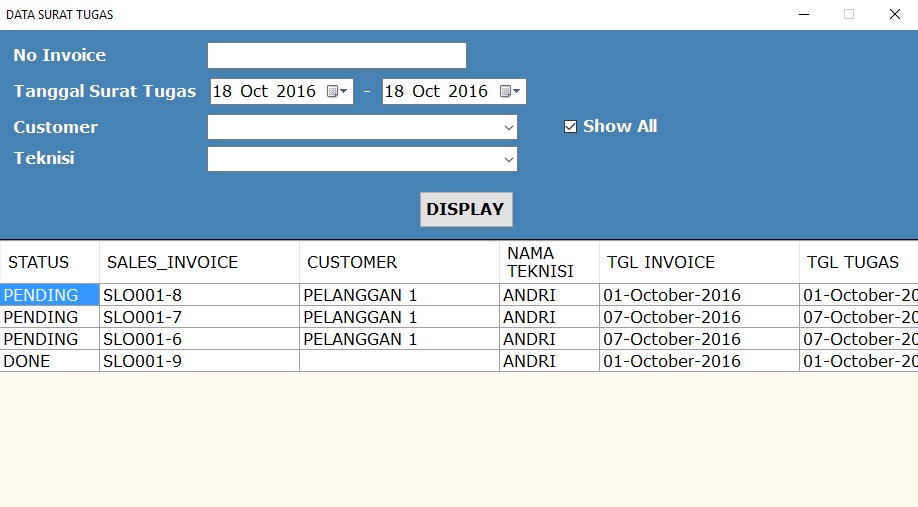 DATA SURAT TUGAS
No Invoice
Tanggal Surat Tugas 18 Oct 2016 - 18 Oct 2016
Customer Show All
Teknisi
DISPLAY
STATUS SALES_INVOICE CUSTOMER NAMA TEKNISI TGL INVOICE TGL TUGAS
PENDING SLO001-8 PELANGGAN 1 ANDRI 01-October-2016 01-October-20
PENDING SLO001-7 PELANGGAN 1 ANDRI 07-October-2016 07-October-20
PENDING SLO001-6 PELANGGAN 1 ANDRI 07-October-2016 07-October-20
DONE SLO001-9 ANDRI 01-October-2016 01-October-20